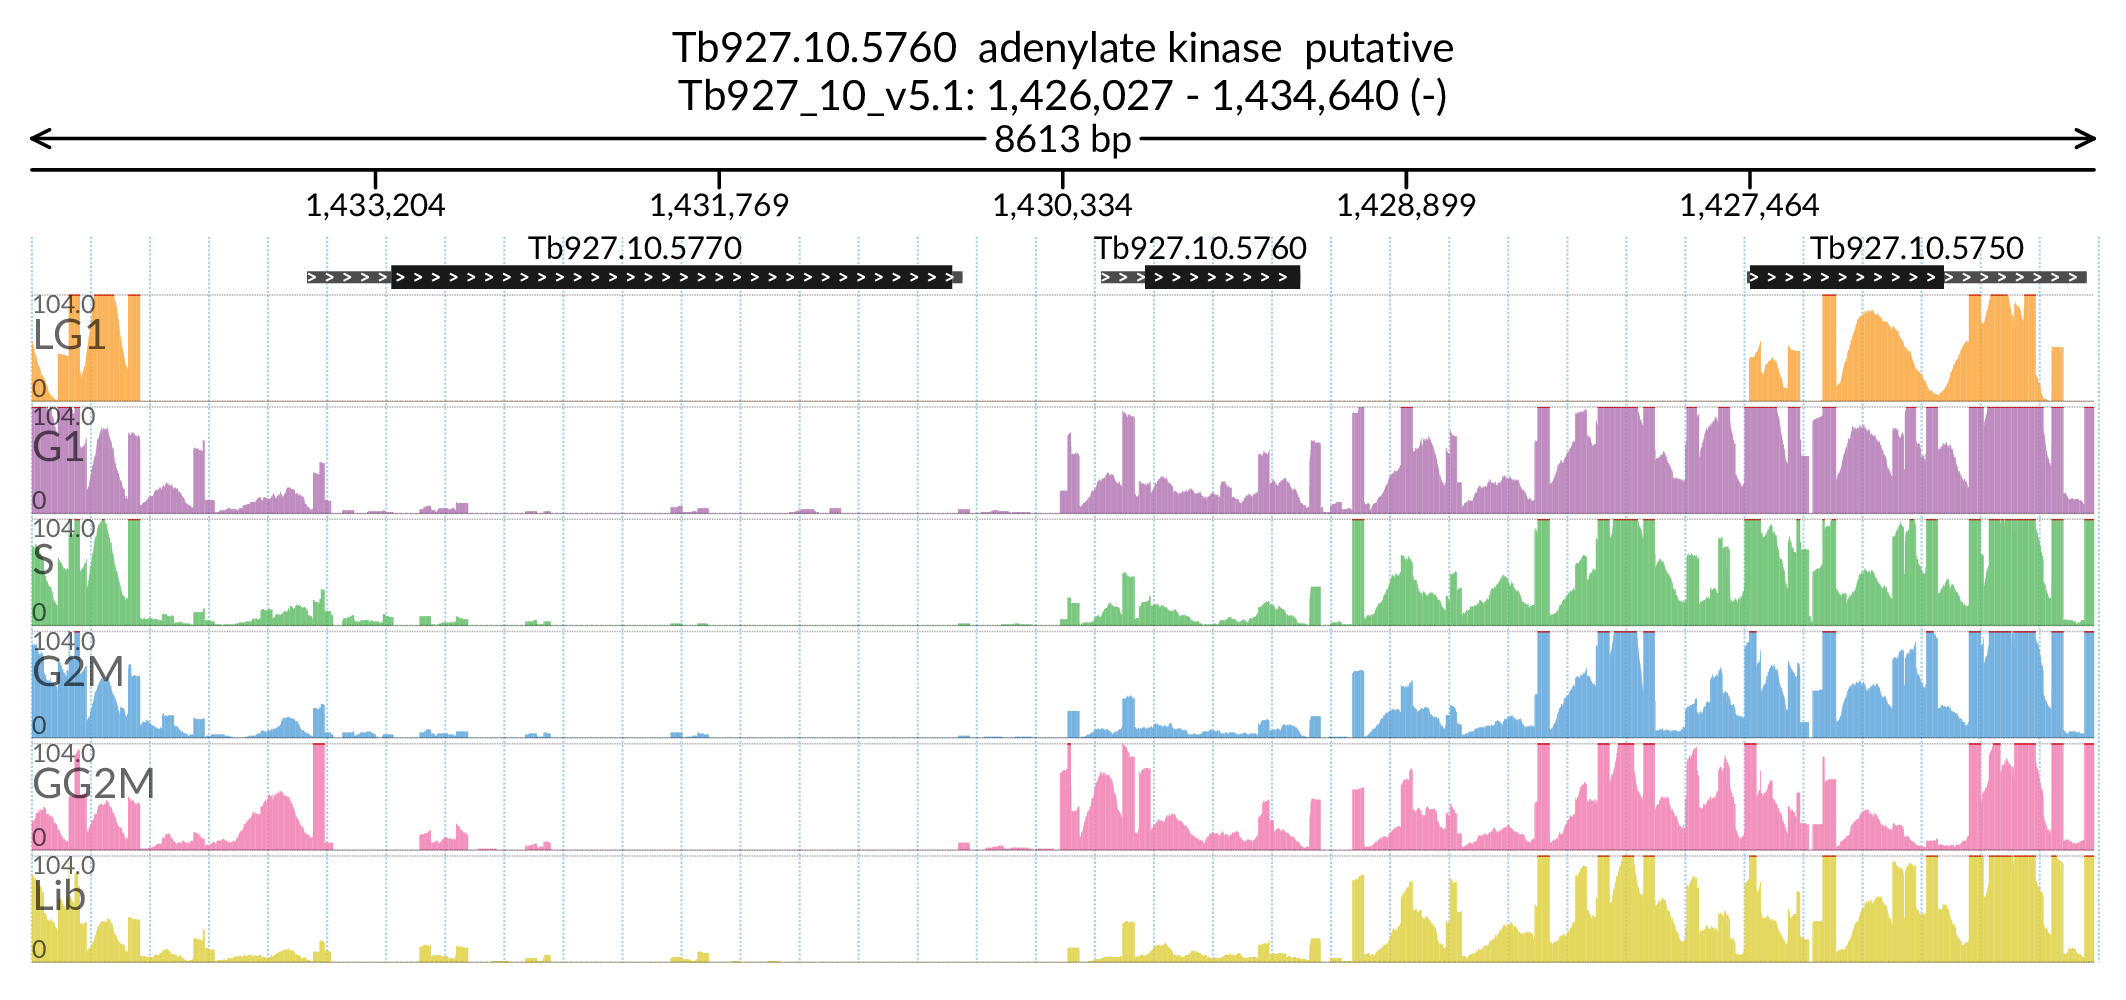 Tb927.10.5760 adenylate kinase putative
Tb927_10_v5.1: 1,426,027 - 1,434,640 (-)
8613 bp
1,433,204 1,431,769 1,430,334 1,428,899 1,427,464
Tb927.10.5770 Tb927.10.5760 Tb927.10.5750
104.0
LG1
0
104.0
G1
0
104.0
S
0
104.0
G2M
0
104.0
GG2M
0
104.0
Lib
0